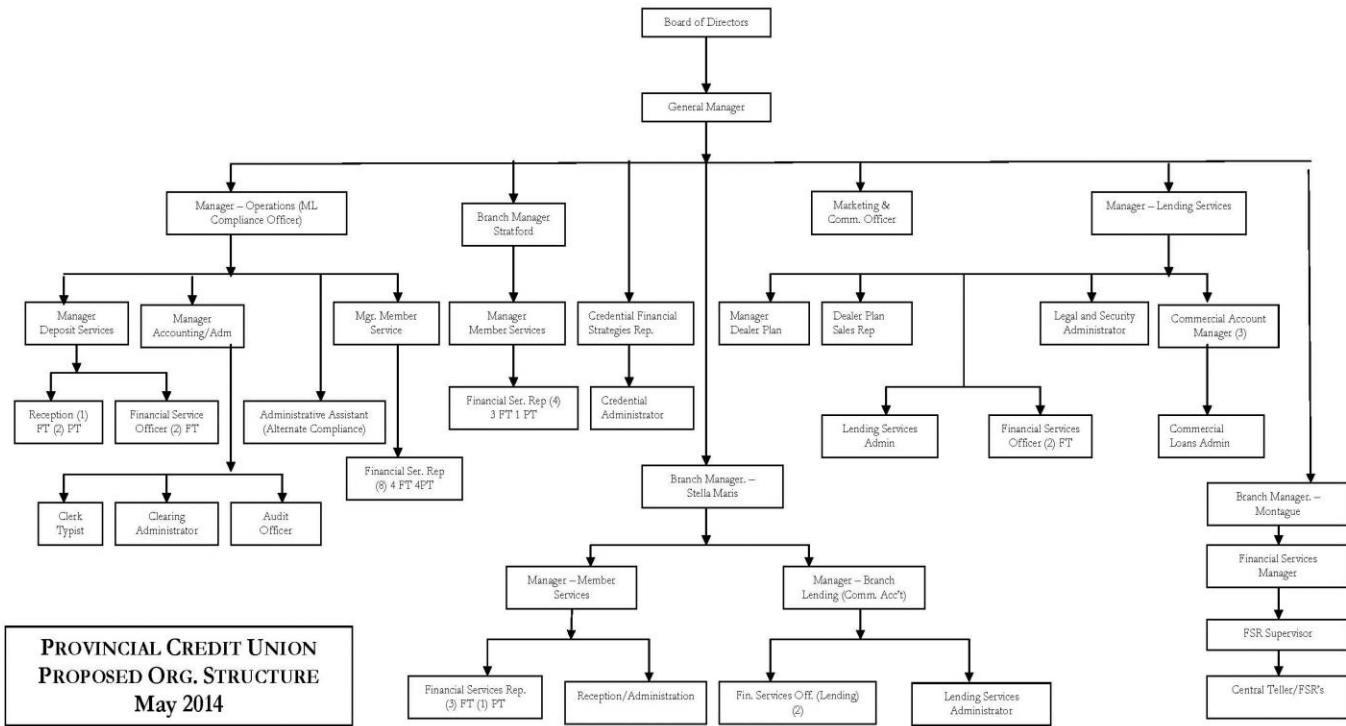 Board of Directors
General Manager
Manager – Operations (ML
Compliance Officer)
Branch Manager
Stratford
Marketing &
Comm. Officer
Manager – Lending Services
Manager
Deposit Services
Manager
Accounting/Adm
Mgr. Member
Service
Manager
Member Services
Credential Financial
Strategies Rep.
Manager
Dealer Plan
Dealer Plan
Sales Rep
Legal and Security
Administrator
Commercial Account
Manager (3)
Reception (1)
FT (2) PT
Financial Service
Officer (2) FT
Administrative Assistant
(Alternate Compliance)
Financial Ser. Rep (4)
3 FT 1 PT
Credential
Administrator
Lending Services
Admin
Financial Services
Officer (2) FT
Commercial
Loans Admin
Financial Ser. Rep
(8) 4 FT 4PT
Branch Manager. –
Stella Maris
Branch Manager. –
Montague
Clerk
Typist
Clearing
Administrator
Audit
Officer
Financial Services
Manager
Manager – Member
Services
Manager – Branch
Lending (Comm. Acc't)
FSR Supervisor
PROVINCIAL CREDIT UNION
PROPOSED ORG. STRUCTURE
May 2014
Financial Services Rep.
(3) FT (1) PT
Reception/Administration
Fin. Services Off. (Lending)
(2)
Lending Services
Administrator
Central Teller/FSR's